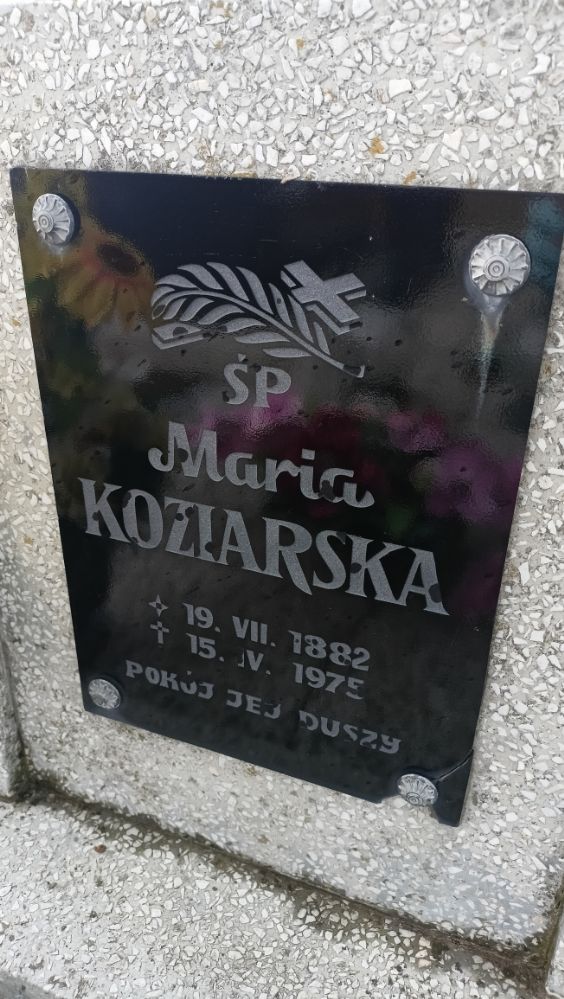 ŚP
Maria
KOZIARSKA
19. VII. 1882
15. IV. 1975
POKÓJ JEJ DUSZY